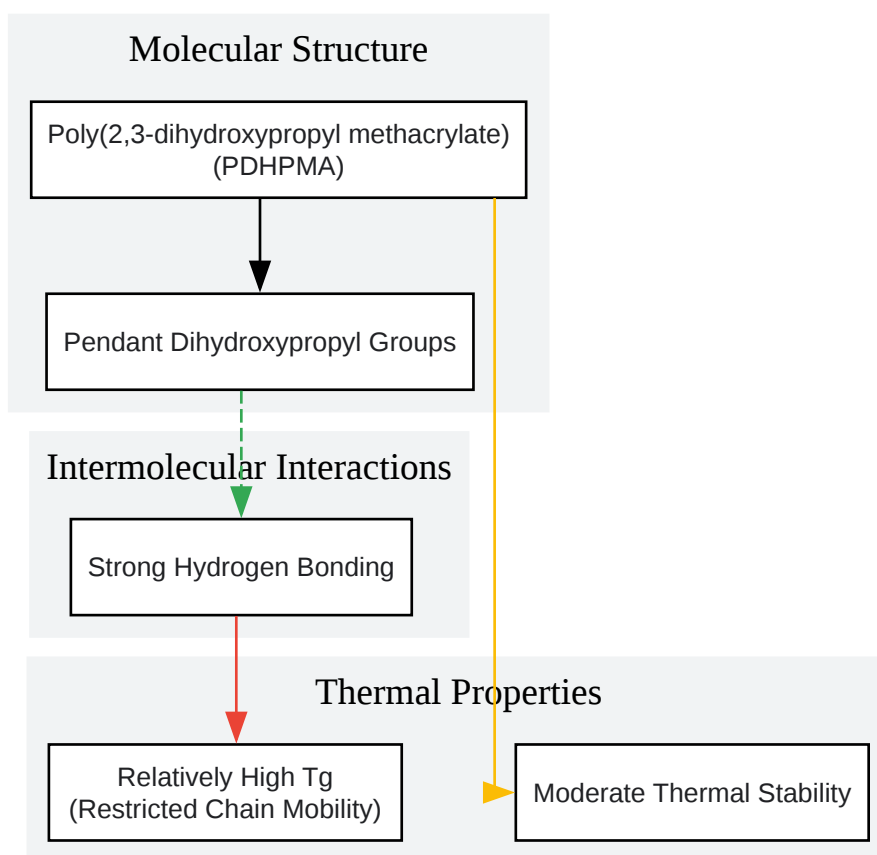 Molecular Structure
Poly(2,3-dihydroxypropyl methacrylate)
(PDHPMA)
Pendant Dihydroxypropyl Groups
Intermolecular Interactions
Strong Hydrogen Bonding
Thermal Properties
Relatively High Tg
(Restricted Chain Mobility)
Moderate Thermal Stability